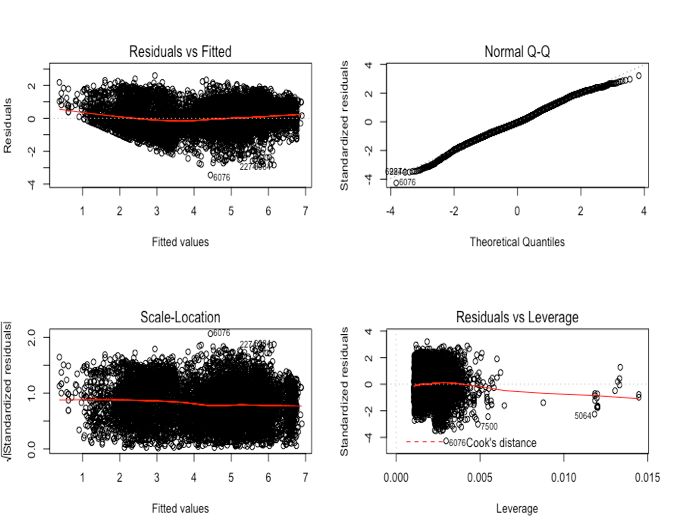 Residuals vs Fitted
Residuals
2
0
-2
-4
6076
1 2 3 4 5 6 7
Fitted values
Normal Q-Q
Standardized residuals
4
2
0
-2
-4
6076
-4 -2 0 2 4
Theoretical Quantiles
Scale-Location
√|Standardized residuals|
2.0
1.0
0.0
6076
1 2 3 4 5 6 7
Fitted values
Residuals vs Leverage
Standardized residuals
4
2
0
-2
-4
5064
7500
6076
Cook's distance
0.000 0.005 0.010 0.015
Leverage